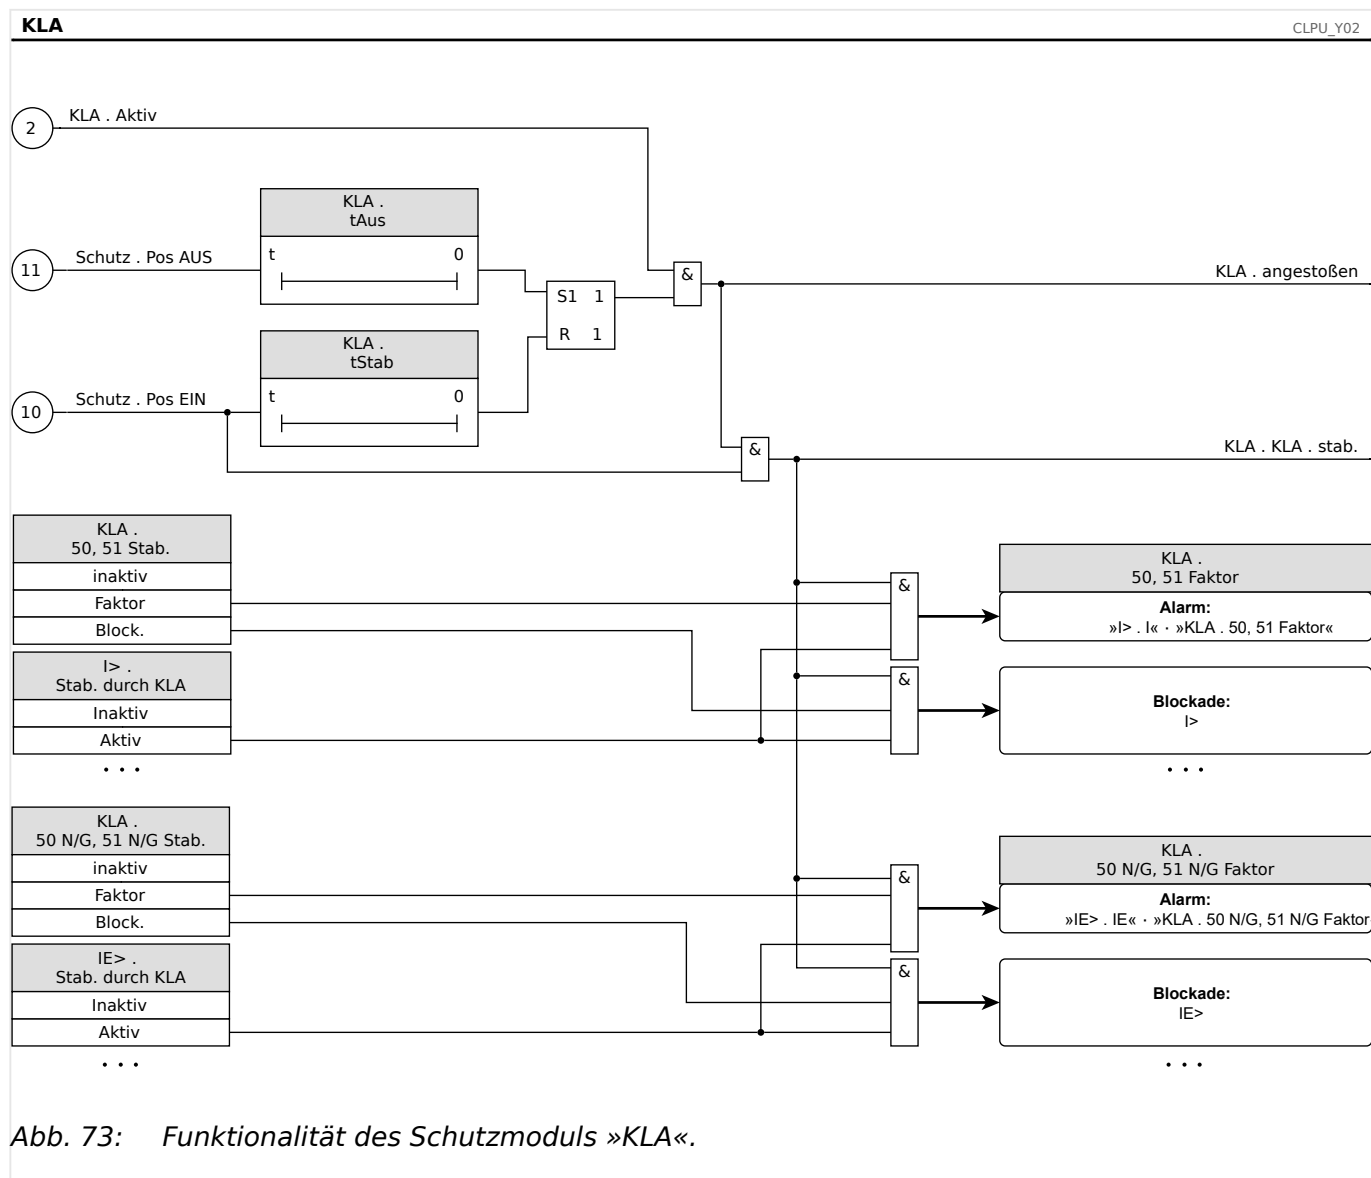 KLA
CLPU_Y02
2
KLA . Aktiv
KLA .
tAus
11
Schutz . Pos AUS
t
0
&
KLA . angestoßen
S1 1
R 1
KLA .
tStab
10
Schutz . Pos EIN
t
0
&
KLA . KLA . stab.
KLA .
50, 51 Stab.
inaktiv
Faktor
Block.
&
KLA .
50, 51 Faktor
Alarm:
»I> . I« · »KLA . 50, 51 Faktor«
I> .
Stab. durch KLA
Inaktiv
Aktiv
. . .
&
Blockade:
I>
. . .
KLA .
50 N/G, 51 N/G Stab.
inaktiv
Faktor
Block.
&
KLA .
50 N/G, 51 N/G Faktor
Alarm:
»IE> . IE« · »KLA . 50 N/G, 51 N/G Faktor
IE> .
Stab. durch KLA
Inaktiv
Aktiv
. . .
&
Blockade:
IE>
. . .
Abb. 73: Funktionalität des Schutzmoduls »KLA«.